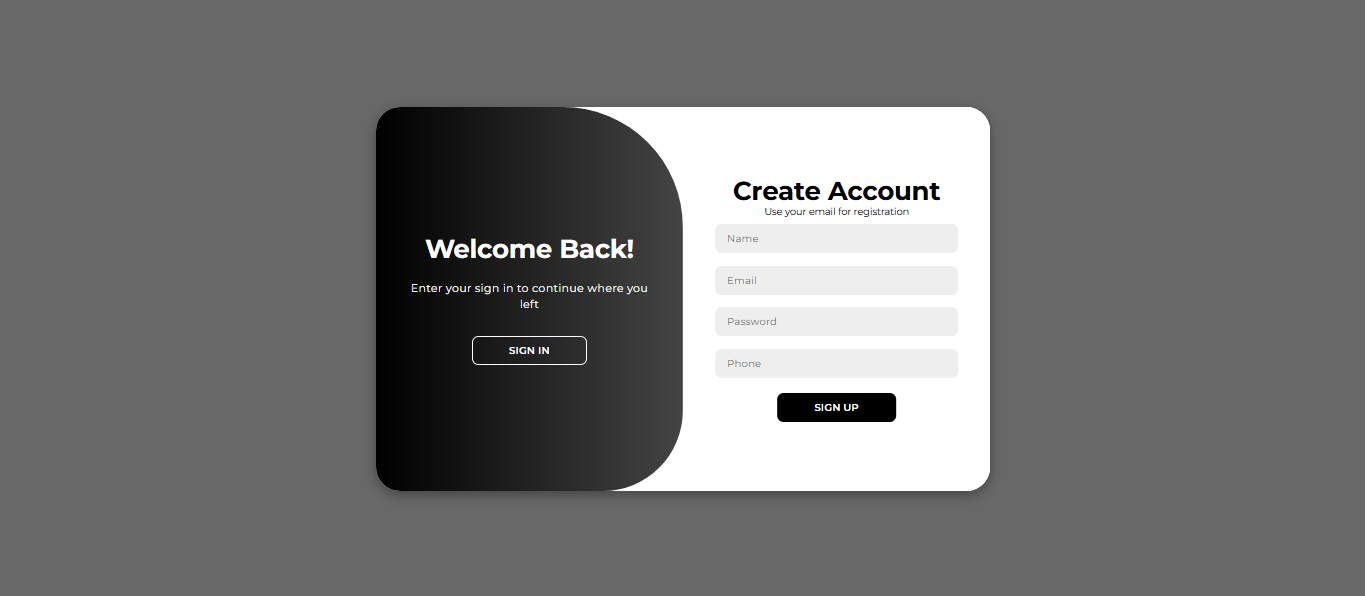 Welcome Back!
Enter your sign in to continue where you
left
SIGN IN
Create Account
Use your email for registration
Name
Email
Password
Phone
SIGN UP